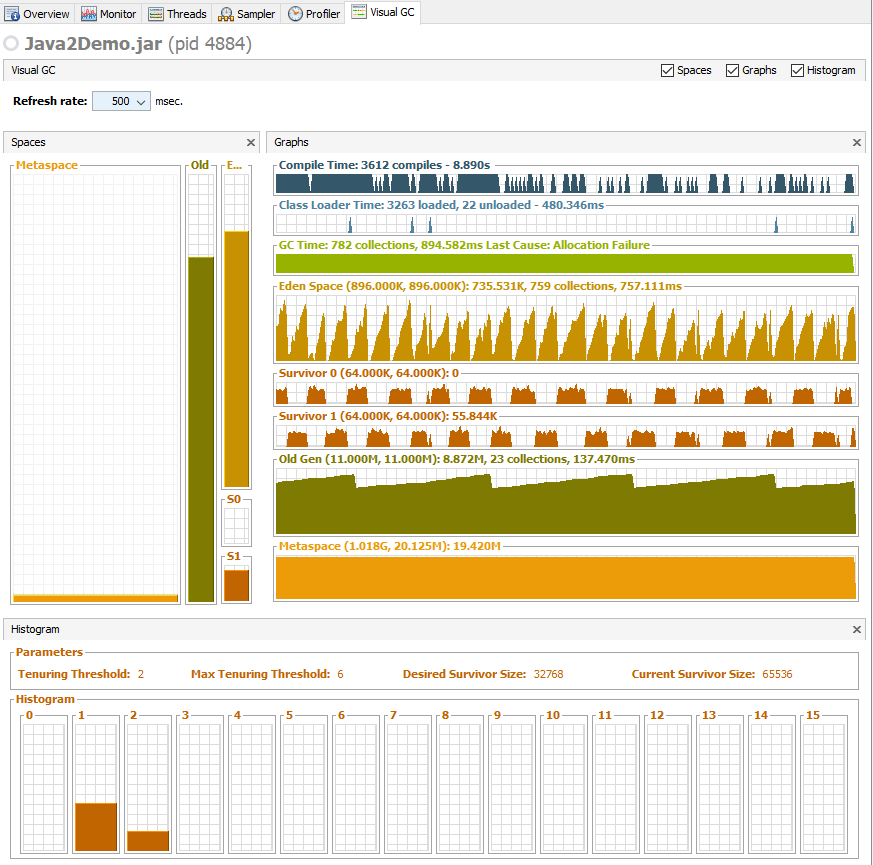 Overview Monitor Threads Sampler Profiler Visual GC
Java2Demo.jar (pid 4884)
Visual GC Spaces Graphs Histogram
Refresh rate: 500 msec.
Spaces
Metaspace Old E...
S0
S1
Graphs
Compile Time: 3612 compiles - 8.890s
Class Loader Time: 3263 loaded, 22 unloaded - 480.346ms
GC Time: 782 collections, 894.582ms Last Cause: Allocation Failure
Eden Space (896.000K, 896.000K): 735.531K, 759 collections, 757.111ms
Survivor 0 (64.000K, 64.000K): 0
Survivor 1 (64.000K, 64.000K): 55.844K
Old Gen (11.000M, 11.000M): 8.872M, 23 collections, 137.470ms
Metaspace (1.018G, 20.125M): 19.420M
Histogram
Parameters
Tenuring Threshold: 2 Max Tenuring Threshold: 6 Desired Survivor Size: 32768 Current Survivor Size: 65536
Histogram
0 1 2 3 4 5 6 7 8 9 10 11 12 13 14 15